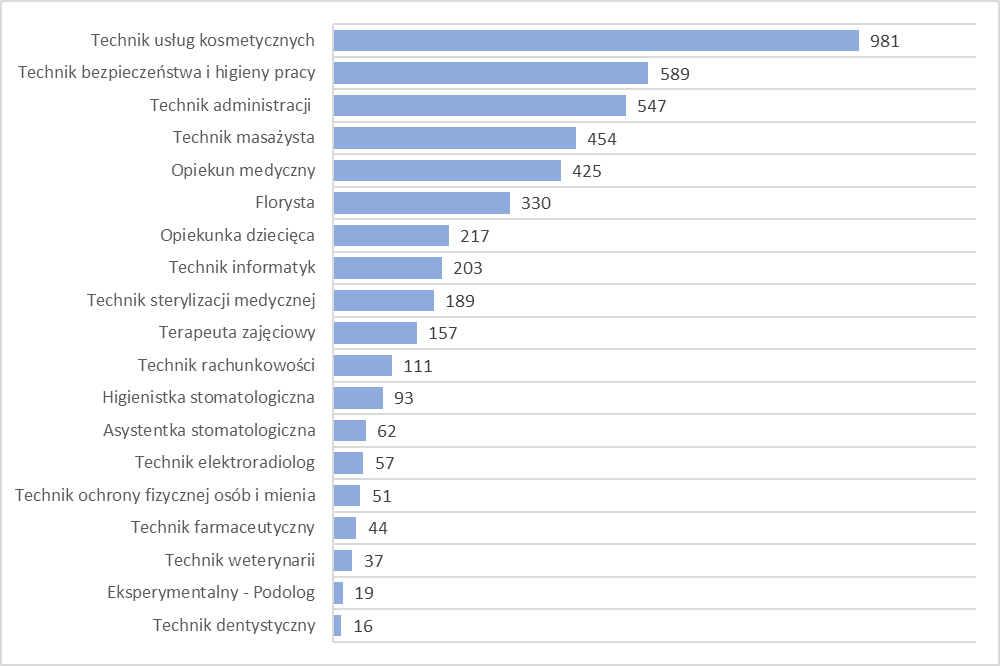 Technik usług kosmetycznych 981
Technik bezpieczeństwa i higieny pracy 589
Technik administracji 547
Technik masażysta 454
Opiekun medyczny 425
Florysta 330
Opiekunka dziecięca 217
Technik informatyk 203
Technik sterylizacji medycznej 189
Terapeuta zajęciowy 157
Technik rachunkowości 111
Higienistka stomatologiczna 93
Asystentka stomatologiczna 62
Technik elektroradiolog 57
Technik ochrony fizycznej osób i mienia 51
Technik farmaceutyczny 44
Technik weterynarii 37
Eksperymentalny - Podolog 19
Technik dentystyczny 16